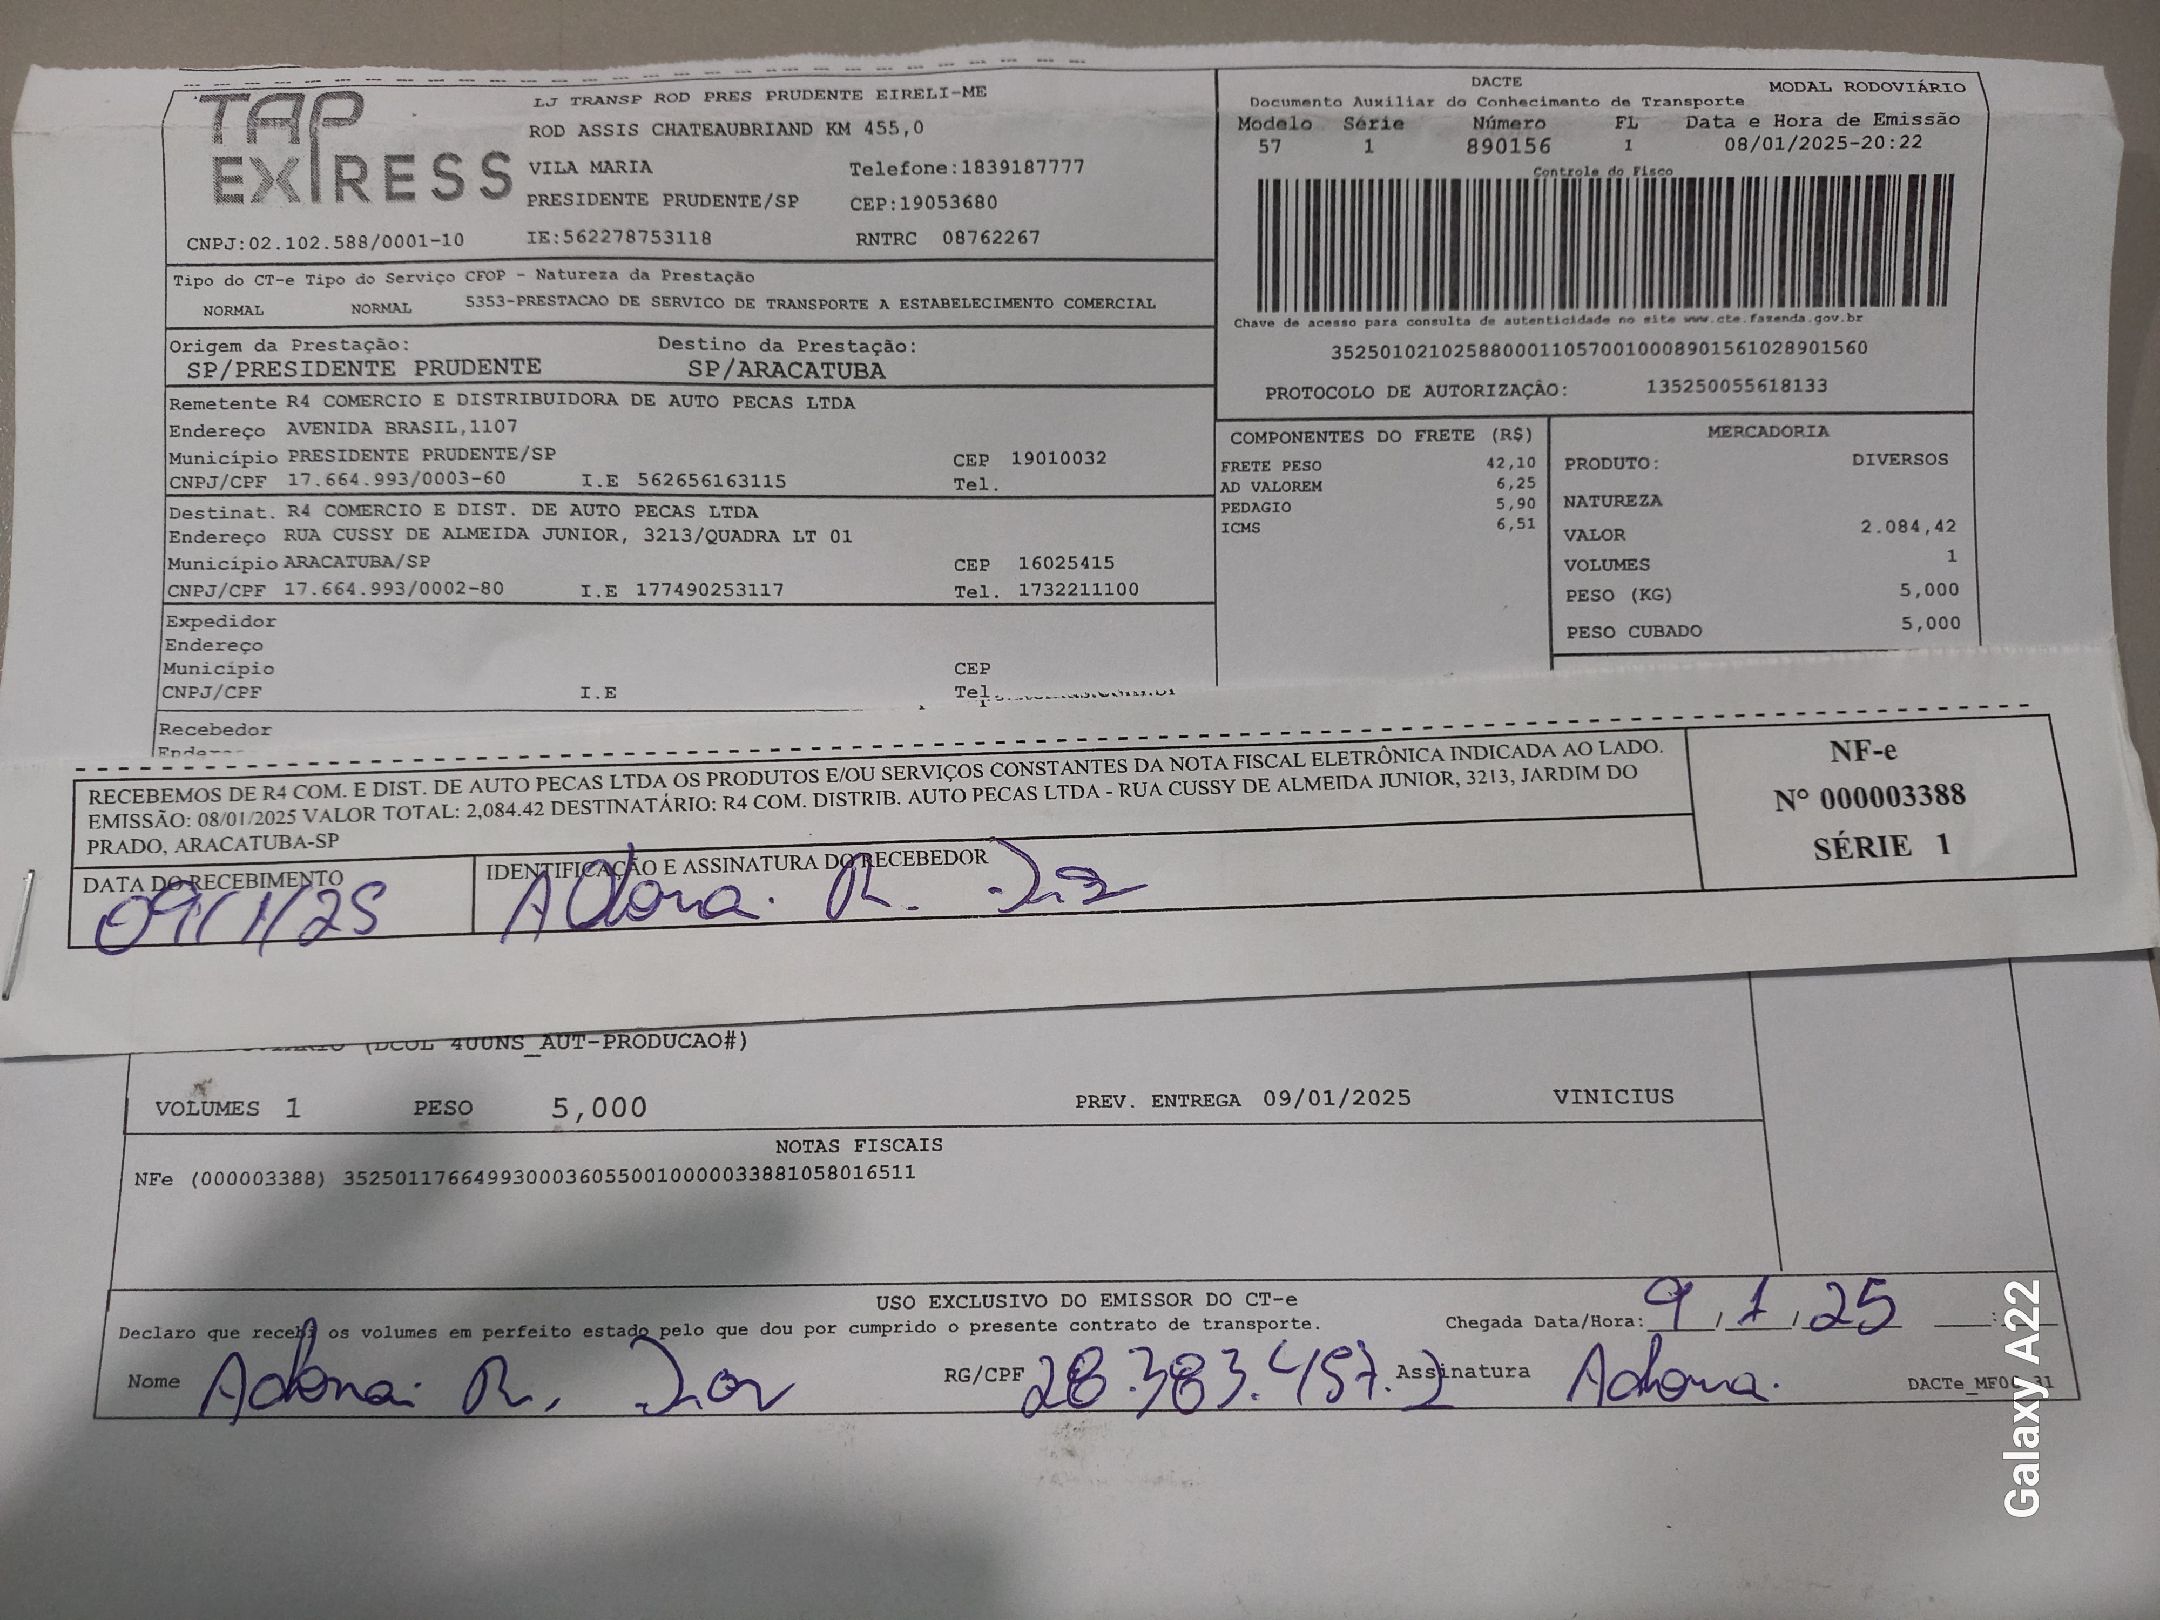 TAP EXPRESS
LJ TRANSP ROD PRES PRUDENTE EIRELI-ME
ROD ASSIS CHATEAUBRIAND KM 455,0
VILA MARIA Telefone:1839187777
PRESIDENTE PRUDENTE/SP CEP:19053680
CNPJ:02.102.588/0001-10 IE:562278753118 RNTRC 08762267
DACTE MODAL RODOVIÁRIO
Documento Auxiliar do Conhecimento de Transporte
Modelo Série Número FL Data e Hora de Emissão
57 1 890156 1 08/01/2025-20:22
Controle do Fisco
Chave de acesso para consulta de autenticidade no site www.cte.fazenda.gov.br
35250102102588000110570010008901561028901560
PROTOCOLO DE AUTORIZAÇÃO: 135250055618133
Tipo do CT-e Tipo do Serviço CFOP - Natureza da Prestação
NORMAL NORMAL 5353-PRESTACAO DE SERVICO DE TRANSPORTE A ESTABELECIMENTO COMERCIAL
Origem da Prestação: Destino da Prestação:
SP/PRESIDENTE PRUDENTE SP/ARACATUBA
Remetente R4 COMERCIO E DISTRIBUIDORA DE AUTO PECAS LTDA
Endereço AVENIDA BRASIL,1107
Município PRESIDENTE PRUDENTE/SP CEP 19010032
CNPJ/CPF 17.664.993/0003-60 I.E 562656163115 Tel.
Destinat. R4 COMERCIO E DIST. DE AUTO PECAS LTDA
Endereço RUA CUSSY DE ALMEIDA JUNIOR, 3213/QUADRA LT 01
Município ARACATUBA/SP CEP 16025415
CNPJ/CPF 17.664.993/0002-80 I.E 177490253117 Tel. 1732211100
Expedidor
Endereço
Município CEP
CNPJ/CPF I.E Tel.
Recebedor
COMPONENTES DO FRETE (R$)
FRETE PESO 42,10
AD VALOREM 6,25
PEDAGIO 5,90
ICMS 6,51
MERCADORIA
PRODUTO: DIVERSOS
NATUREZA
VALOR 2.084,42
VOLUMES 1
PESO (KG) 5,000
PESO CUBADO 5,000
RECEBEMOS DE R4 COM. E DIST. DE AUTO PECAS LTDA OS PRODUTOS E/OU SERVIÇOS CONSTANTES DA NOTA FISCAL ELETRÔNICA INDICADA AO LADO.
EMISSÃO: 08/01/2025 VALOR TOTAL: 2,084.42 DESTINATÁRIO: R4 COM. DISTRIB. AUTO PECAS LTDA - RUA CUSSY DE ALMEIDA JUNIOR, 3213, JARDIM DO
PRADO, ARACATUBA-SP
NF-e
Nº 000003388
SÉRIE 1
DATA DO RECEBIMENTO IDENTIFICAÇÃO E ASSINATURA DO RECEBEDOR
09/1/25 R.
(DCOL 400NS_AUT-PRODUCAO#)
VOLUMES 1 PESO 5,000 PREV. ENTREGA 09/01/2025 VINICIUS
NOTAS FISCAIS
NFe (000003388) 35250117664993000360550010000033881058016511
USO EXCLUSIVO DO EMISSOR DO CT-e
Declaro que recebi os volumes em perfeito estado pelo que dou por cumprido o presente contrato de transporte. Chegada Data/Hora: 9/1/25
Nome R. RG/CPF 28.383.457.2 Assinatura
Galaxy A22